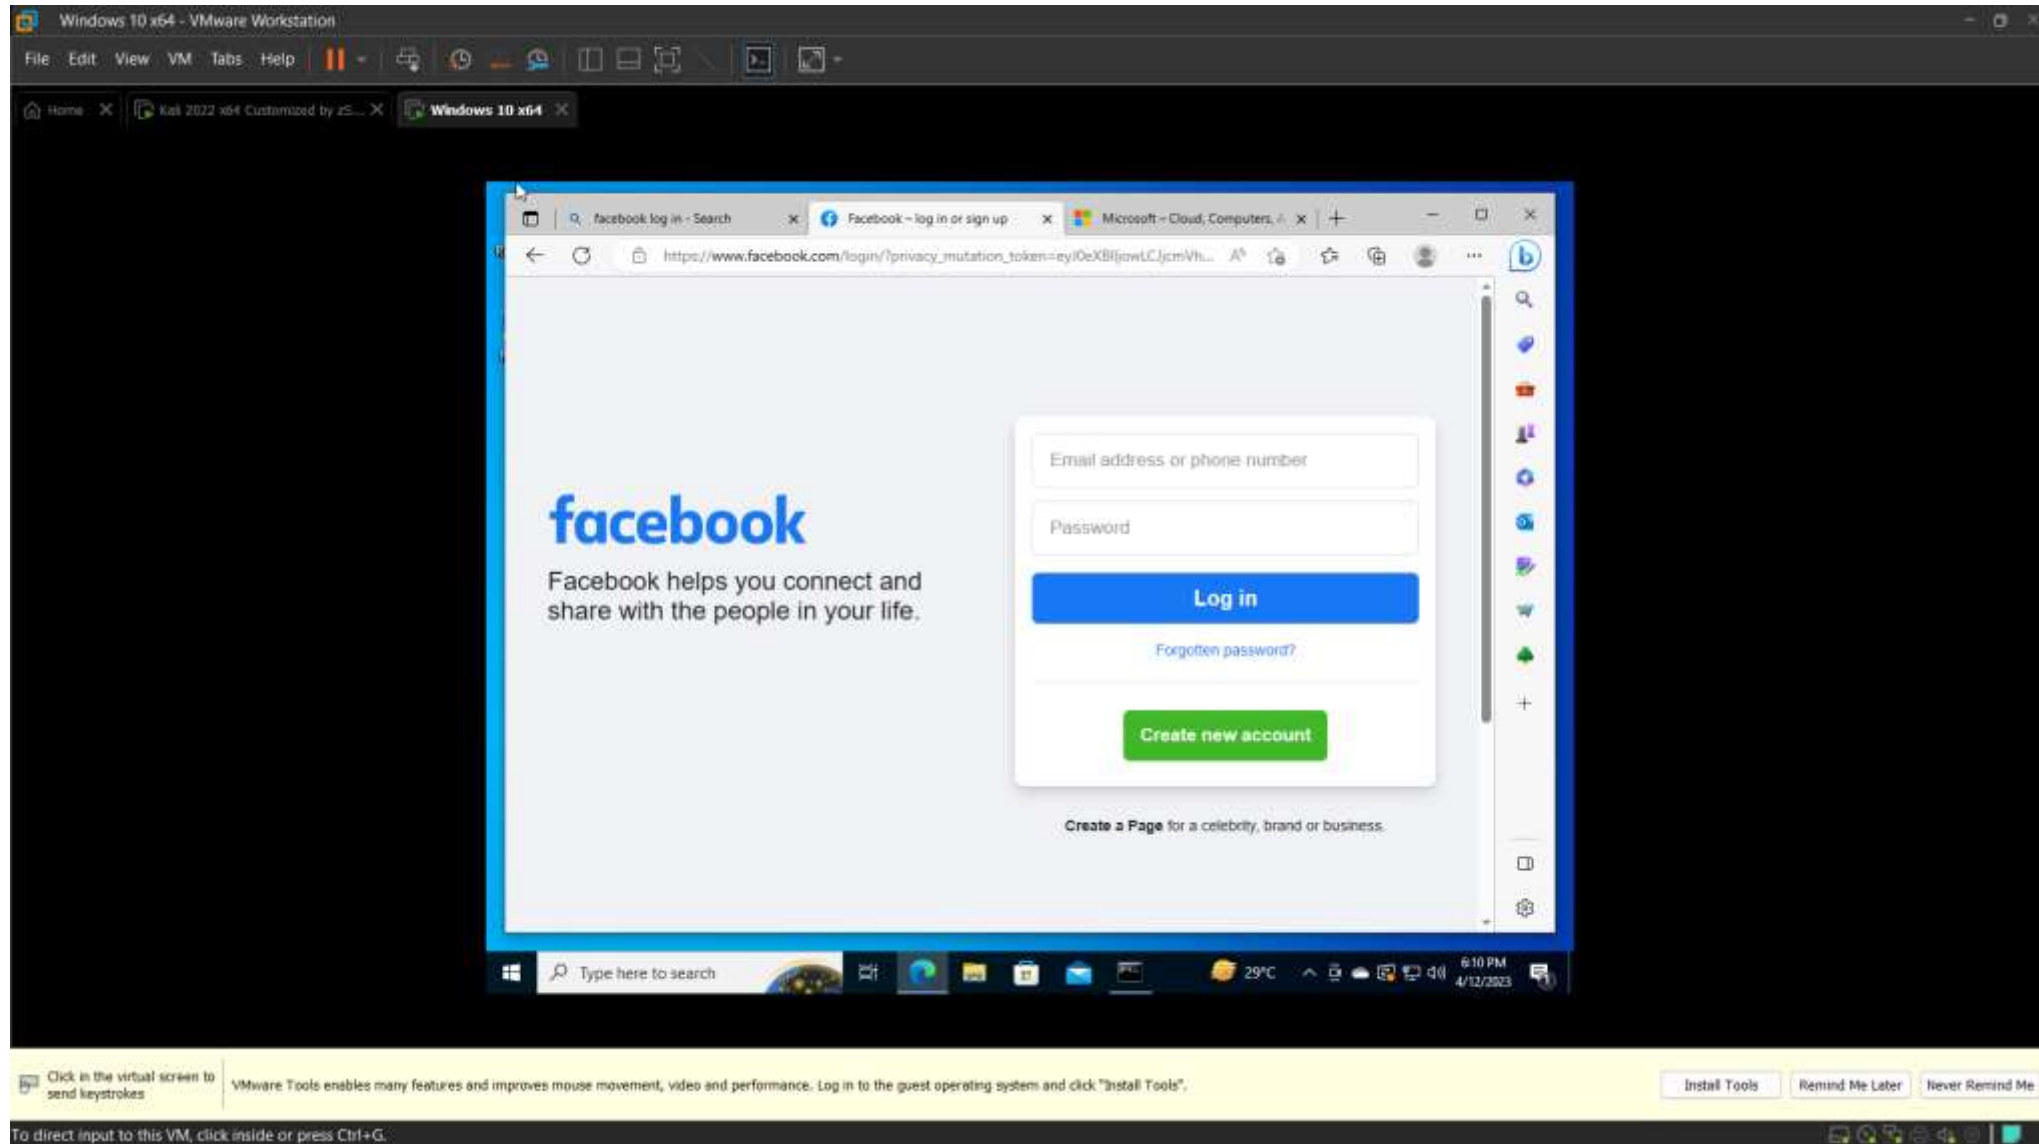 Windows 10 x64 - VMware Workstation
File Edit View VM Tabs Help
Home Kali 2022 x64 Customized by zS... Windows 10 x64
facebook log in - Search Facebook – log in or sign up Microsoft – Cloud, Computers,
https://www.facebook.com/login/?privacy_mutation_token=
facebook
Facebook helps you connect and
share with the people in your life.
Email address or phone number
Password
Log in
Forgotten password?
Create new account
Create a Page for a celebrity, brand or business.
Type here to search
29°C
6:10 PM
4/12/2023
Click in the virtual screen to
send keystrokes
VMware Tools enables many features and improves mouse movement, video and performance. Log in to the guest operating system and click "Install Tools".
Install Tools Remind Me Later Never Remind Me
To direct input to this VM, click inside or press Ctrl+G.